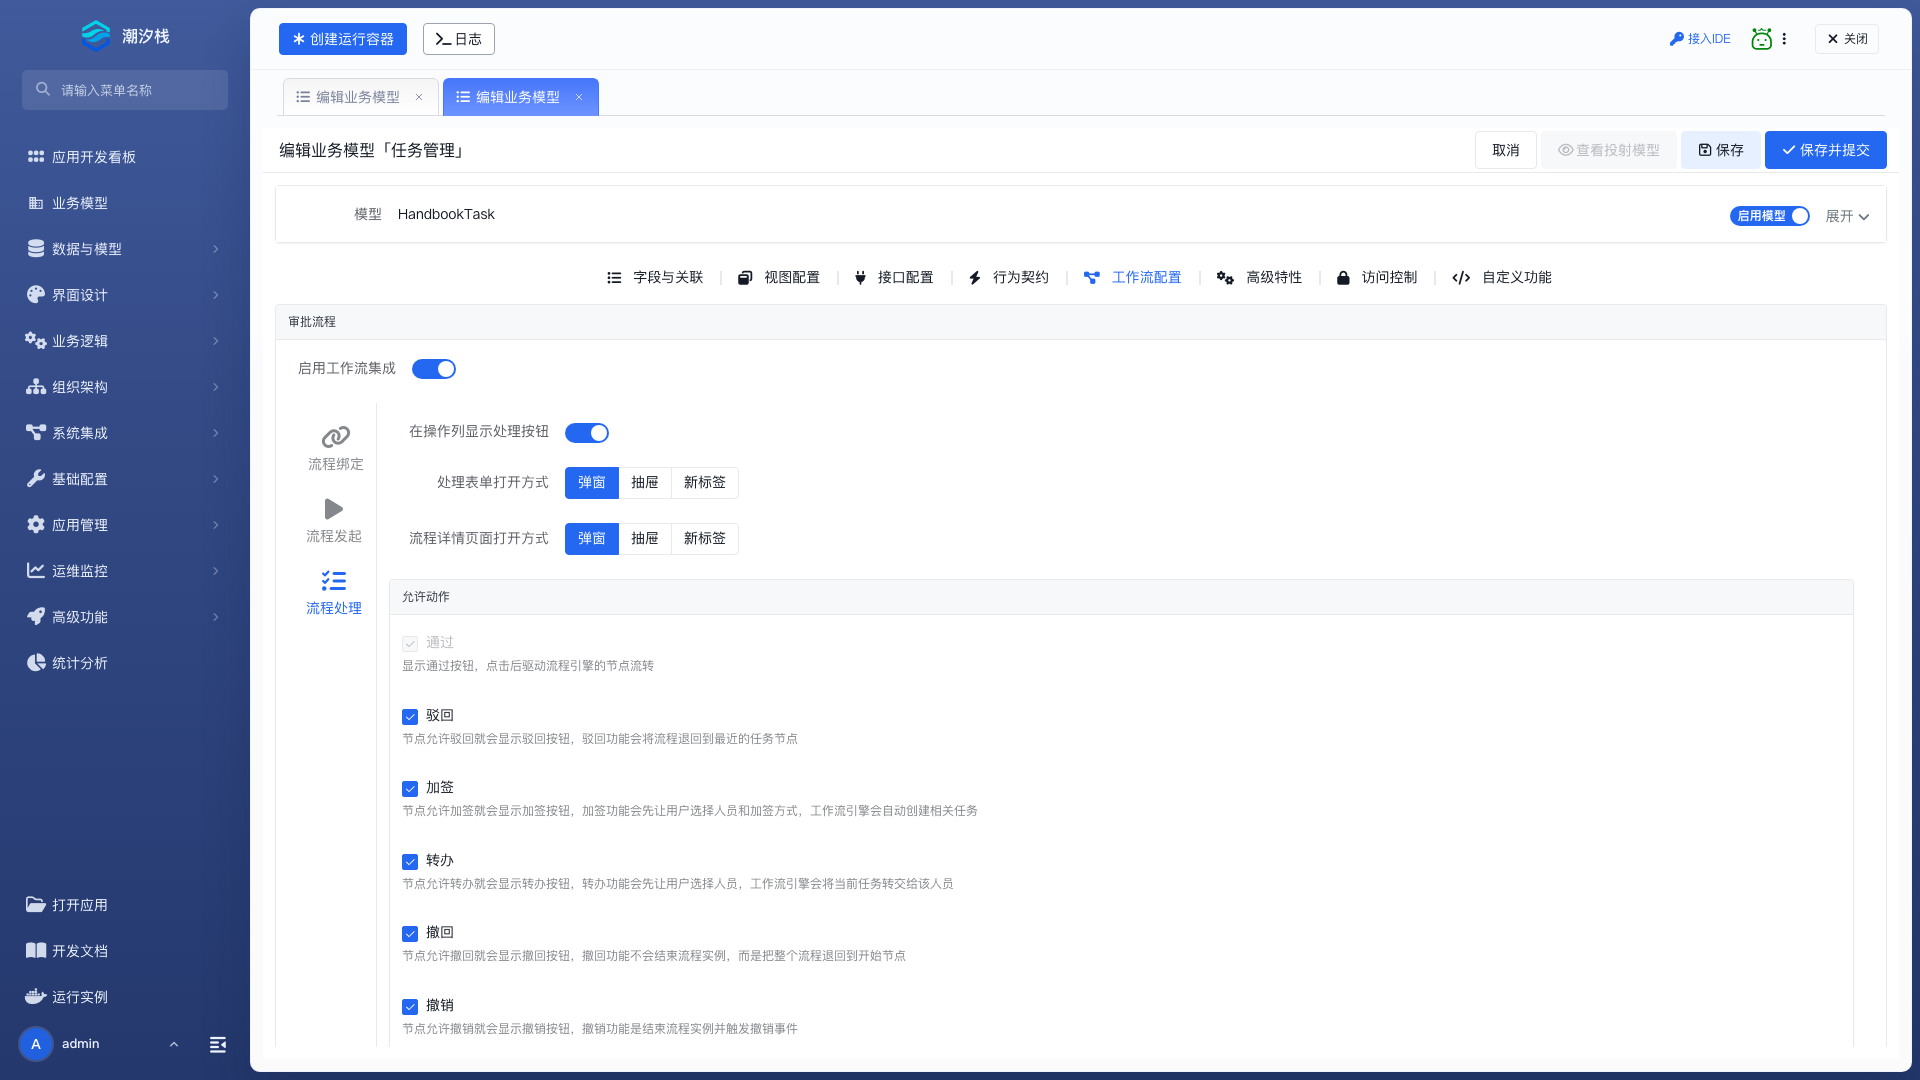 潮汐栈
请输入菜单名称
应用开发看板
业务模型
数据与模型
界面设计
业务逻辑
组织架构
系统集成
基础配置
应用管理
运维监控
高级功能
统计分析
打开应用
开发文档
运行实例
A admin
创建运行容器 日志 接入IDE 关闭
编辑业务模型 编辑业务模型
编辑业务模型「任务管理」 取消 查看投射模型 保存 保存并提交
模型 HandbookTask 启用模型 展开
字段与关联 视图配置 接口配置 行为契约 工作流配置 高级特性 访问控制 自定义功能
审批流程
启用工作流集成
流程绑定
流程发起
流程处理
在操作列显示处理按钮
处理表单打开方式 弹窗 抽屉 新标签
流程详情页面打开方式 弹窗 抽屉 新标签
允许动作
通过
显示通过按钮，点击后驱动流程引擎的节点流转
驳回
节点允许驳回就会显示驳回按钮，驳回功能会将流程退回到最近的任务节点
加签
节点允许加签就会显示加签按钮，加签功能会先让用户选择人员和加签方式，工作流引擎会自动创建相关任务
转办
节点允许转办就会显示转办按钮，转办功能会先让用户选择人员，工作流引擎会将当前任务转交给该人员
撤回
节点允许撤回就会显示撤回按钮，撤回功能不会结束流程实例，而是把整个流程退回到开始节点
撤销
节点允许撤销就会显示撤销按钮，撤销功能是结束流程实例并触发撤销事件